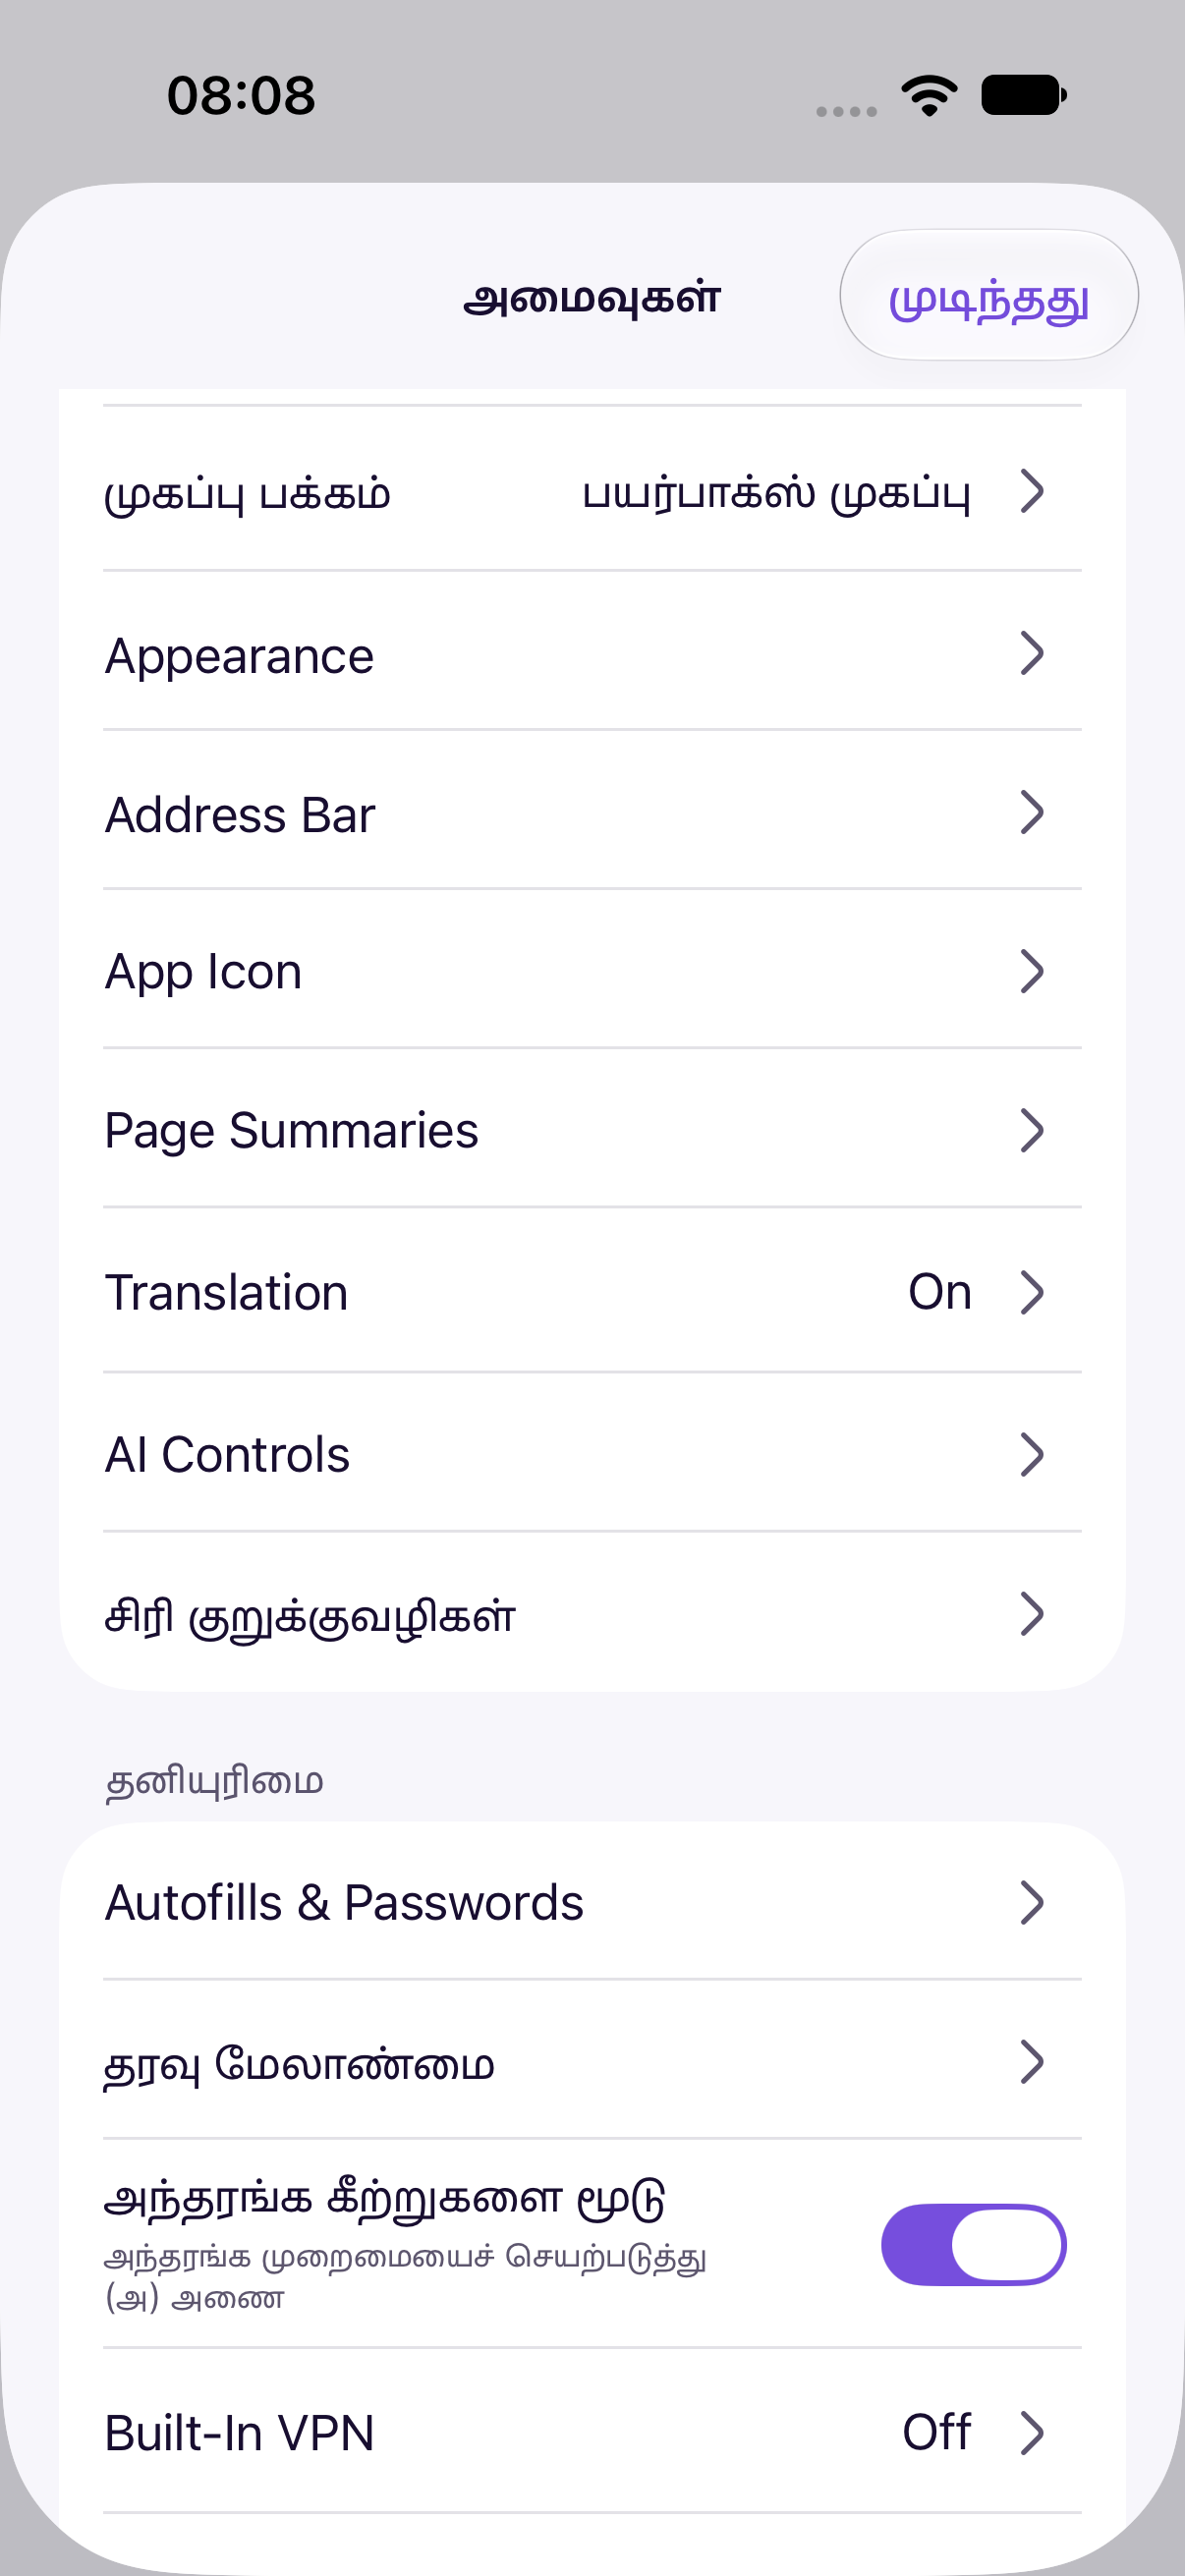 08:08
அமைவுகள்
முடிந்தது
முகப்பு பக்கம்
பயர்பாக்ஸ் முகப்பு
Appearance
Address Bar
App Icon
Page Summaries
Translation
On
AI Controls
சிரி குறுக்குவழிகள்
தனியுரிமை
Autofills & Passwords
தரவு மேலாண்மை
அந்தரங்க கீற்றுகளை மூடு
அந்தரங்க முறைமையைச் செயற்படுத்து
(அ) அணை
Built-In VPN
Off